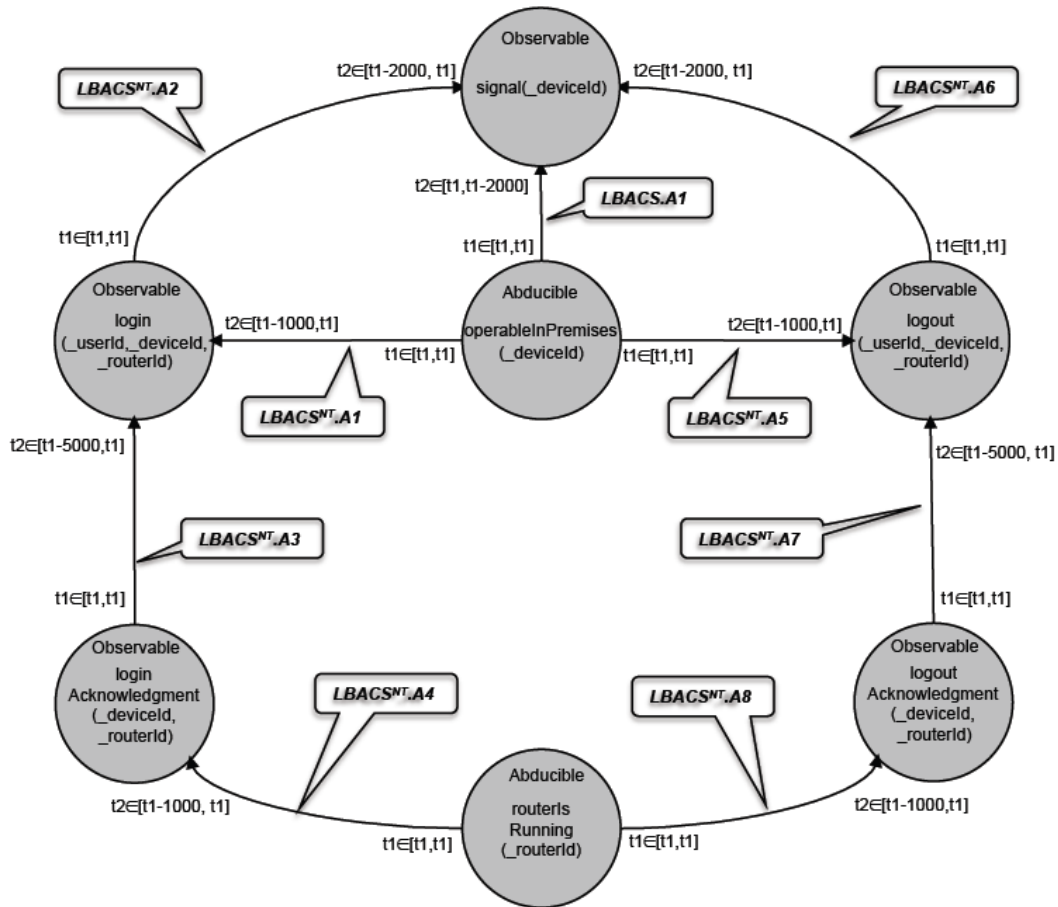 Observable
signal(_deviceId)
t2∈[t1-2000, t1]
t2∈[t1-2000, t1]
LBACSᴺᵀ.A2
LBACSᴺᵀ.A6
t2∈[t1,t1-2000]
LBACS.A1
t1∈[t1,t1]
t1∈[t1,t1]
t1∈[t1,t1]
Observable
login
(_userId,_deviceId,
_routerId)
t2∈[t1-1000,t1]
t1∈[t1,t1]
Abducible
operableInPremises
(_deviceId)
t2∈[t1-1000,t1]
t1∈[t1,t1]
Observable
logout
(_userId,_deviceId,
_routerId)
LBACSᴺᵀ.A1
LBACSᴺᵀ.A5
t2∈[t1-5000,t1]
t2∈[t1-5000, t1]
LBACSᴺᵀ.A3
LBACSᴺᵀ.A7
t1∈[t1,t1]
t1∈[t1,t1]
Observable
login
Acknowledgment
(_deviceId,
_routerId)
LBACSᴺᵀ.A4
LBACSᴺᵀ.A8
Observable
logout
Acknowledgment
(_deviceId,
_routerId)
t2∈[t1-1000, t1]
t2∈[t1-1000,t1]
Abducible
routerIs
Running
(_routerId)
t1∈[t1,t1]
t1∈[t1,t1]